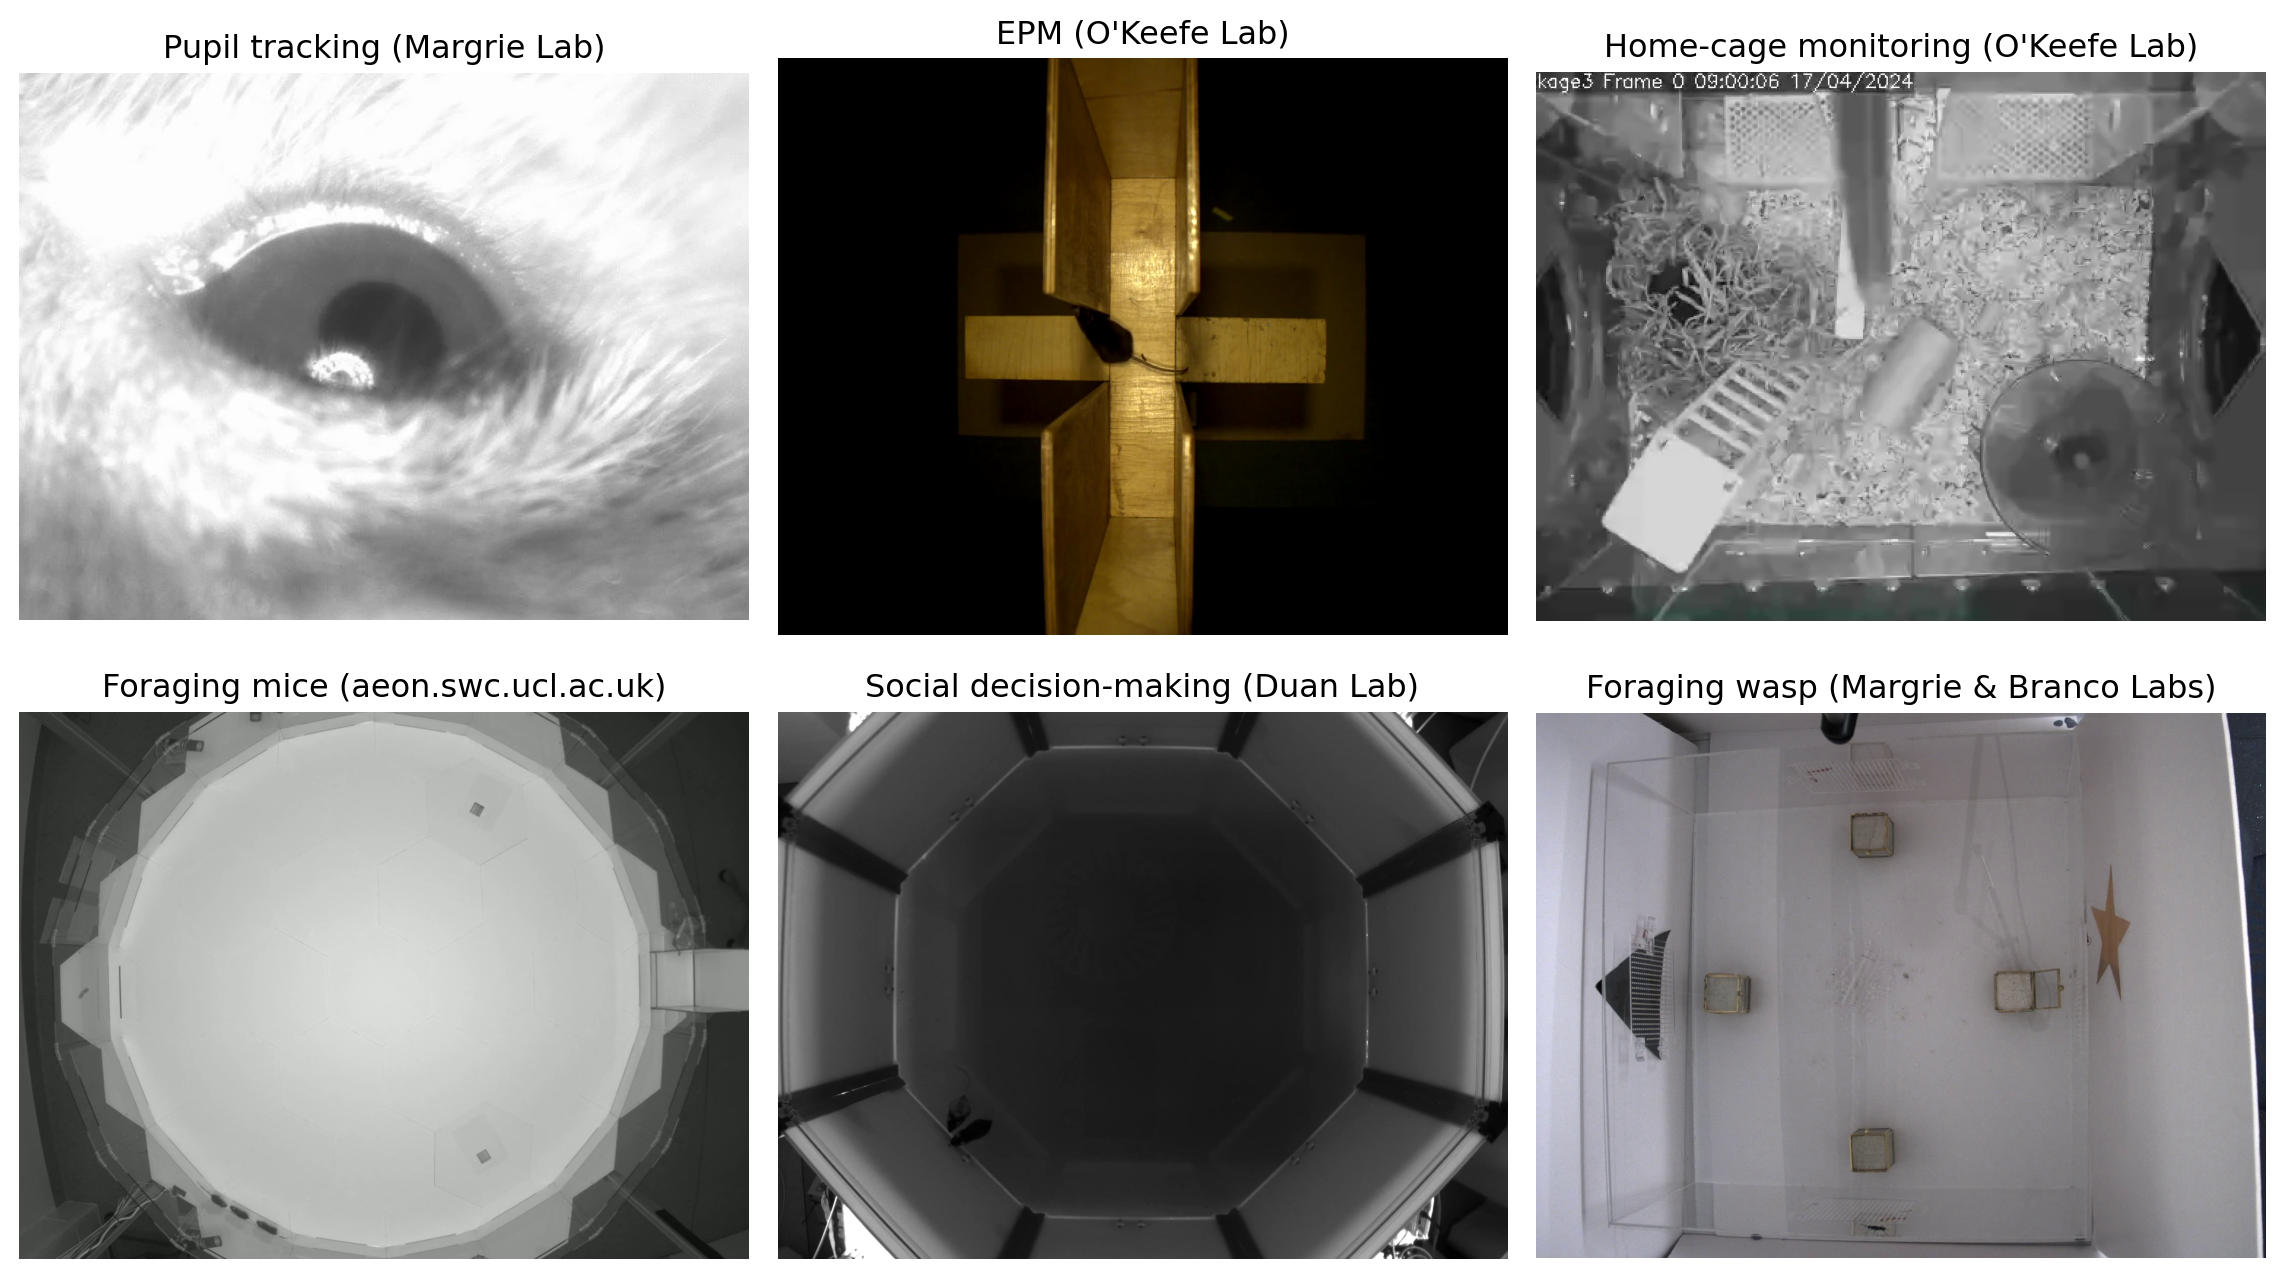 Pupil tracking (Margrie Lab)
EPM (O'Keefe Lab)
Home-cage monitoring (O'Keefe Lab)
kage3 Frame 0 09:00:06 17/04/2024
Foraging mice (aeon.swc.ucl.ac.uk)
Social decision-making (Duan Lab)
Foraging wasp (Margrie & Branco Labs)